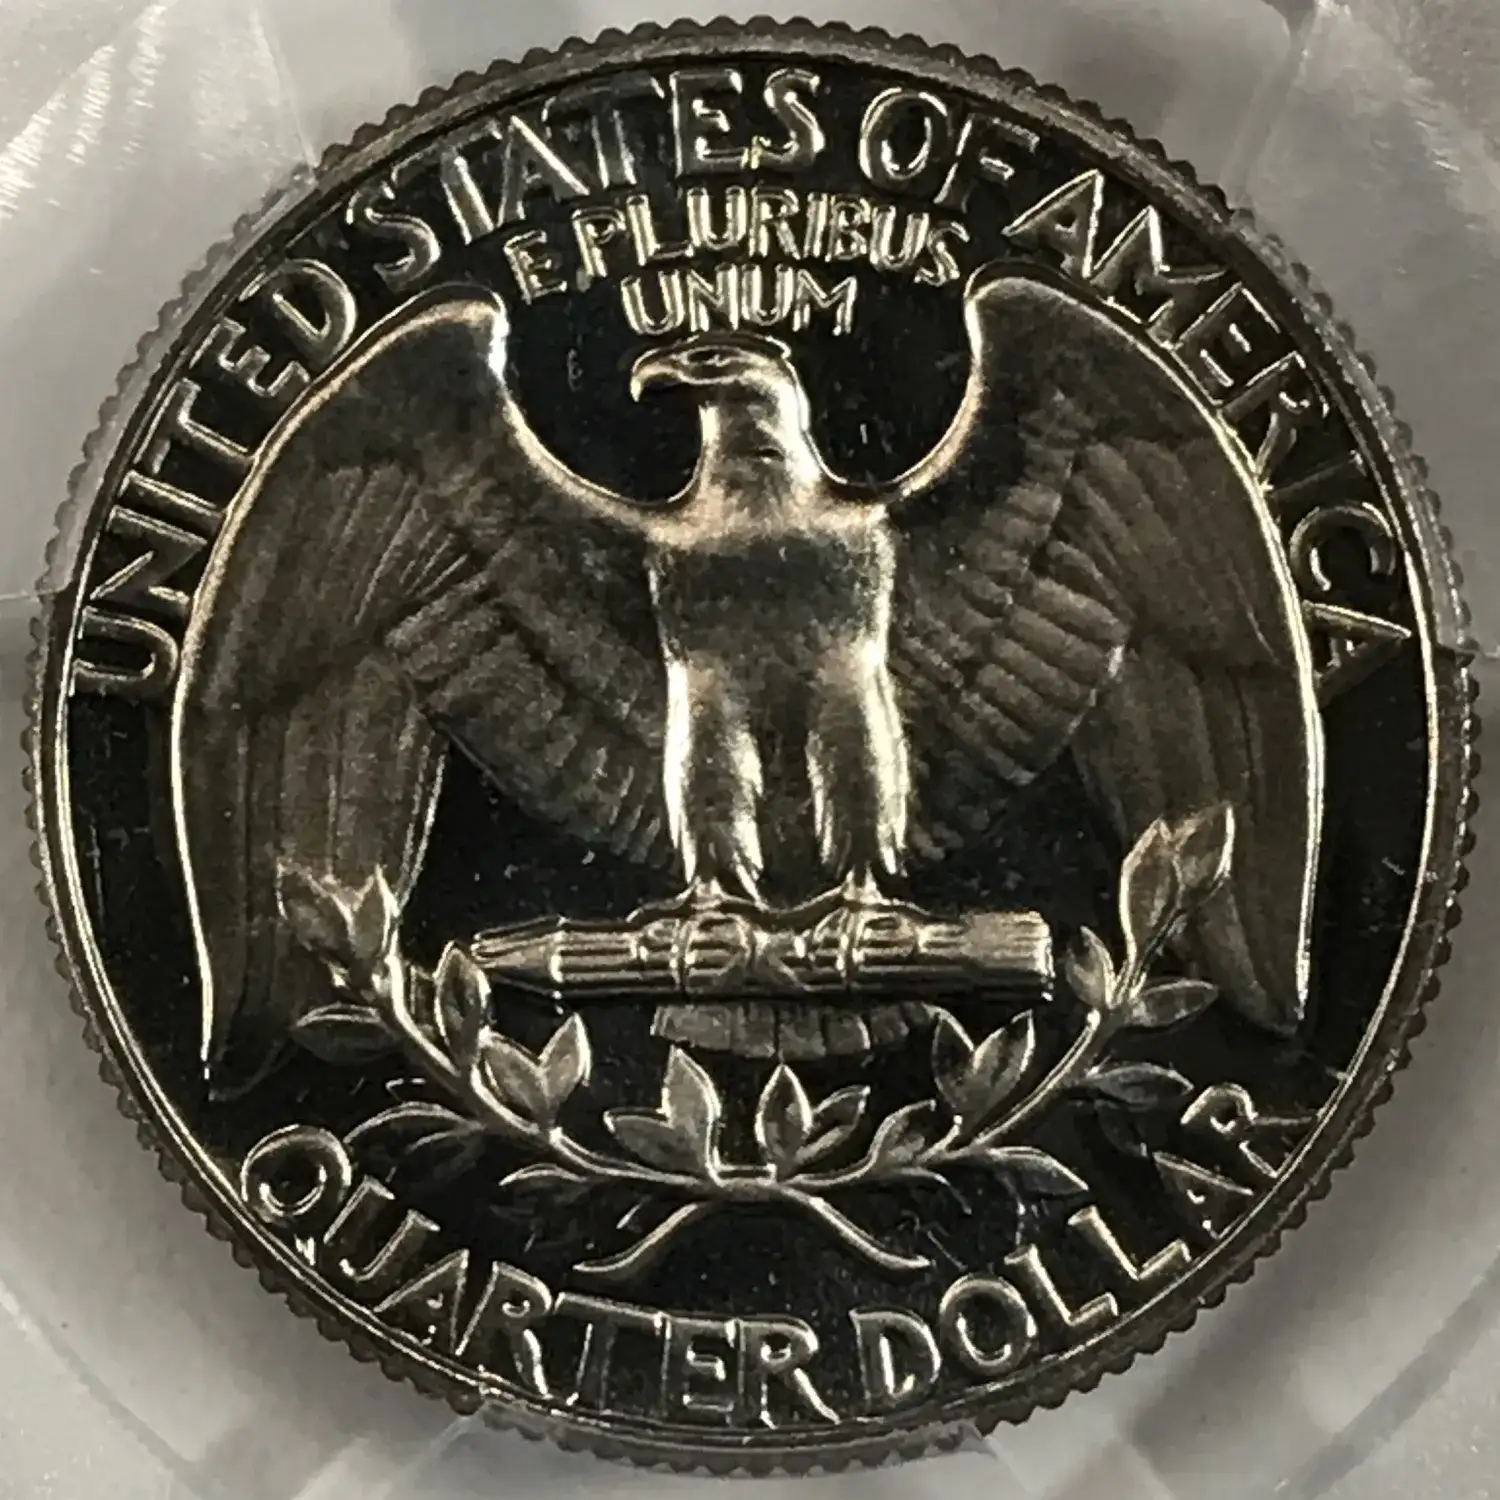 UNITED STATES OF AMERICA
E PLURIBUS
UNUM
QUARTER DOLLAR